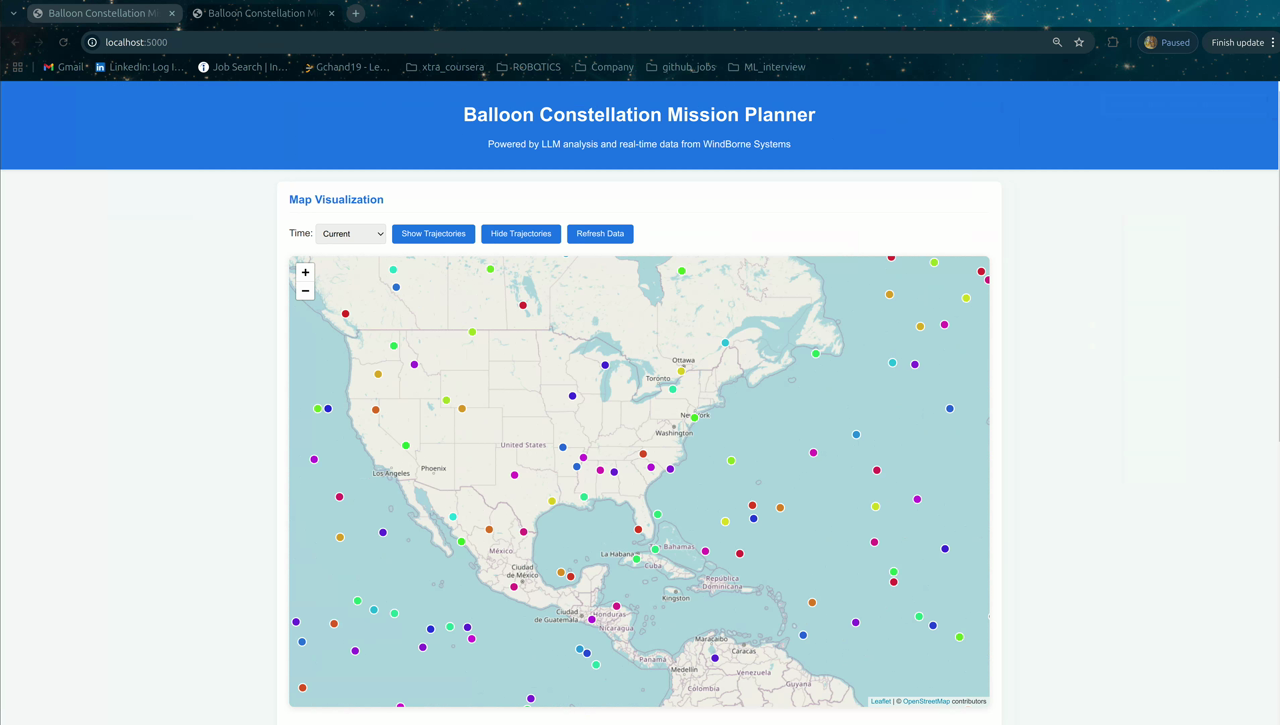 Balloon Constellation Mi
Balloon Constellation M
localhost:5000
Paused
Finish update
Gmail
LinkedIn: Log I...
Job Search | In...
Gchand19 - Le...
xtra_coursera
-ROBOTICS
Company
github_jobs
ML_interview
Balloon Constellation Mission Planner
Powered by LLM analysis and real-time data from WindBorne Systems
Map Visualization
Time: Current Show Trajectories Hide Trajectories Refresh Data
+
−
Ottawa
Toronto
New York
Washington
United States
Los Angeles
Phoenix
México
Ciudad
de México
La Habana
Bahamas
Cuba
República
Dominicana
Kingston
Ciudad
de Guatemala
Honduras
Nicaragua
Maracaibo
Caracas
Panamá
Medellín
Venezuela
Guyana
Colombia
Leaflet | © OpenStreetMap contributors